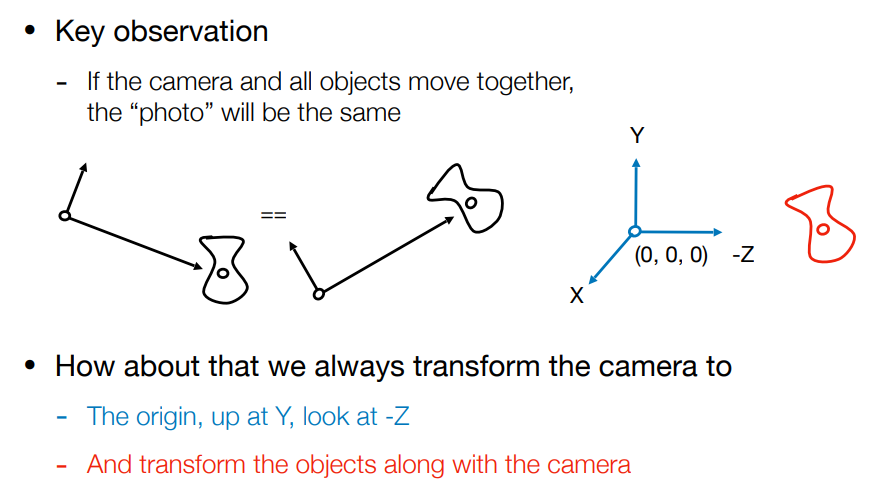 • Key observation
- If the camera and all objects move together,
the “photo” will be the same
Y
==
(0, 0, 0) -Z
X
• How about that we always transform the camera to
- The origin, up at Y, look at -Z
- And transform the objects along with the camera